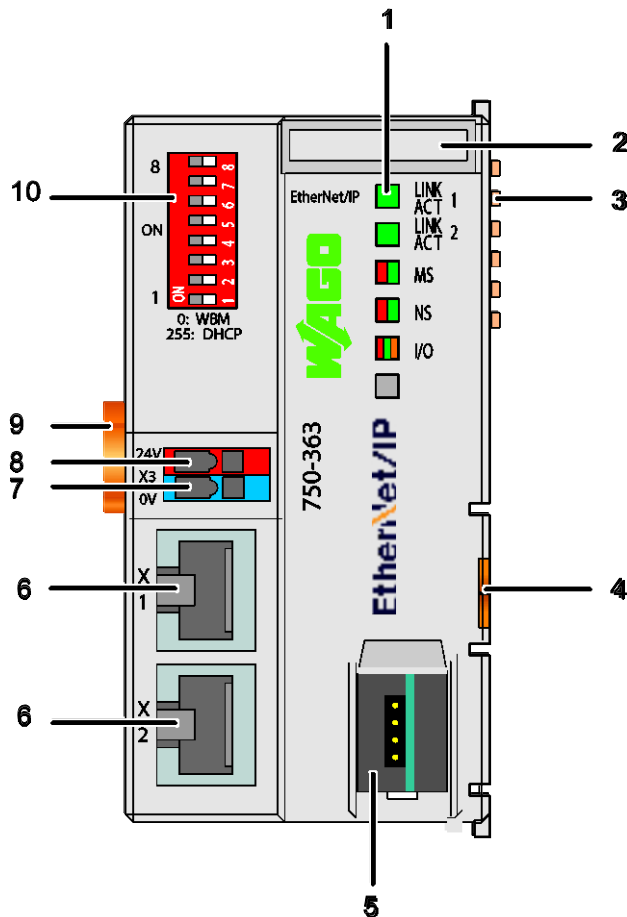 1
2
3
4
5
6
6
7
8
9
10
8
ON
1
ON
8
7
6
5
4
3
2
1
0: WBM
255: DHCP
EtherNet/IP
LINK
ACT 1
LINK
ACT 2
MS
NS
I/O
WAGO
750-363
EtherNet/IP
24V
X3
0V
X
1
X
2